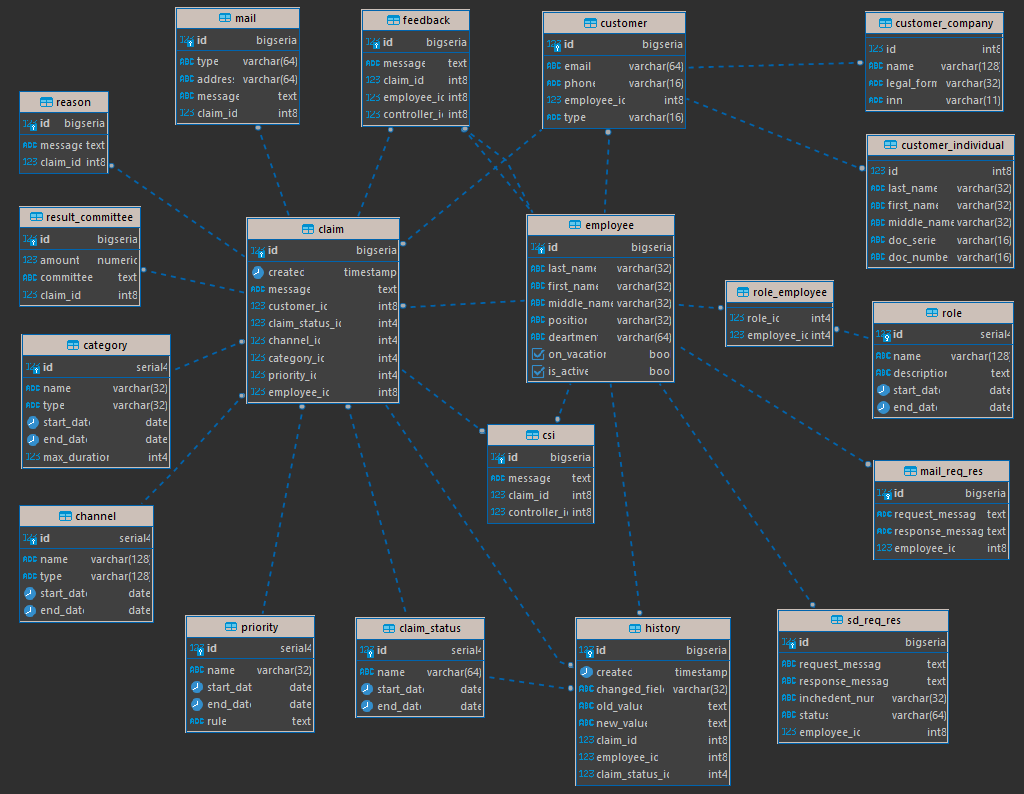 mail
id bigseria
type varchar(64)
address varchar(64)
message text
claim_id int8
feedback
id bigseria
message text
claim_id int8
employee_id int8
controller_i int8
customer
id bigseria
email varchar(64)
phone varchar(16)
employee_ic int8
type varchar(16)
customer_company
id int8
name varchar(128)
legal_form varchar(32)
inn varchar(11)
reason
id bigseria
message text
claim_id int8
customer_individual
id int8
last_name varchar(32)
first_name varchar(32)
middle_name varchar(32)
doc_serie varchar(16)
doc_numbe varchar(16)
result_committee
id bigseria
amount numeric
committee text
claim_id int8
claim
id bigseria
createc timestamp
message text
customer_ic int8
claim_status_ic int4
channel_ic int4
category_ic int4
priority_ic int4
employee_ic int8
employee
id bigseria
last_name varchar(32)
first_name varchar(32)
middle_name varchar(32)
position varchar(32)
deartment varchar(64)
on_vacation bool
is_active bool
role_employee
role_ic int4
employee_ic int4
role
id serial4
name varchar(128)
description text
start_date date
end_date date
category
id serial4
name varchar(32)
type varchar(32)
start_date date
end_date date
max_duration int4
csi
id bigseria
message text
claim_id int8
controller_ic int8
mail_req_res
id bigseria
request_messag text
response_messag text
employee_ic int8
channel
id serial4
name varchar(128)
type varchar(128)
start_date date
end_date date
priority
id serial4
name varchar(32)
start_dat date
end_date date
rule text
claim_status
id serial4
name varchar(64)
start_date date
end_date date
history
id bigseria
createc timestamp
changed_field varchar(32)
old_value text
new_value text
claim_id int8
employee_ic int8
claim_status_ic int4
sd_req_res
id bigseria
request_messag text
response_messag text
inchedent_nur varchar(32)
status varchar(64)
employee_ic int8